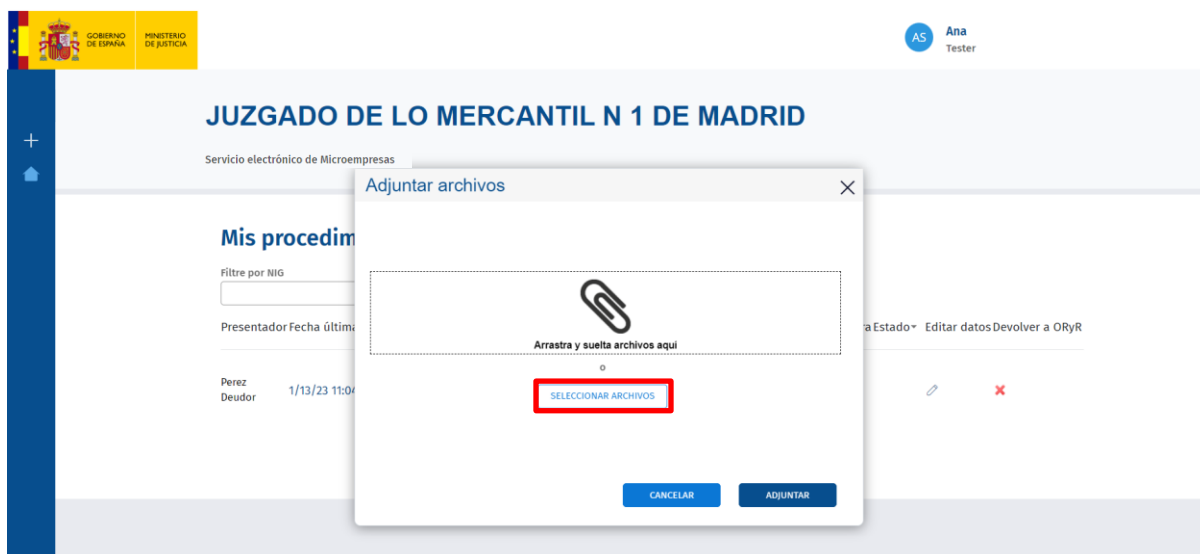 GOBIERNO
DE ESPAÑA
MINISTERIO
DE JUSTICIA
AS
Ana
Tester
JUZGADO DE LO MERCANTIL N 1 DE MADRID
Servicio electrónico de Microempresas
Adjuntar archivos
Mis procedim
Filtre por NIG
Presentador Fecha última
a Estado Editar datos Devolver a ORyR
Arrastra y suelta archivos aquí
o
SELECCIONAR ARCHIVOS
Perez
Deudor
1/13/23 11:04
CANCELAR
ADJUNTAR